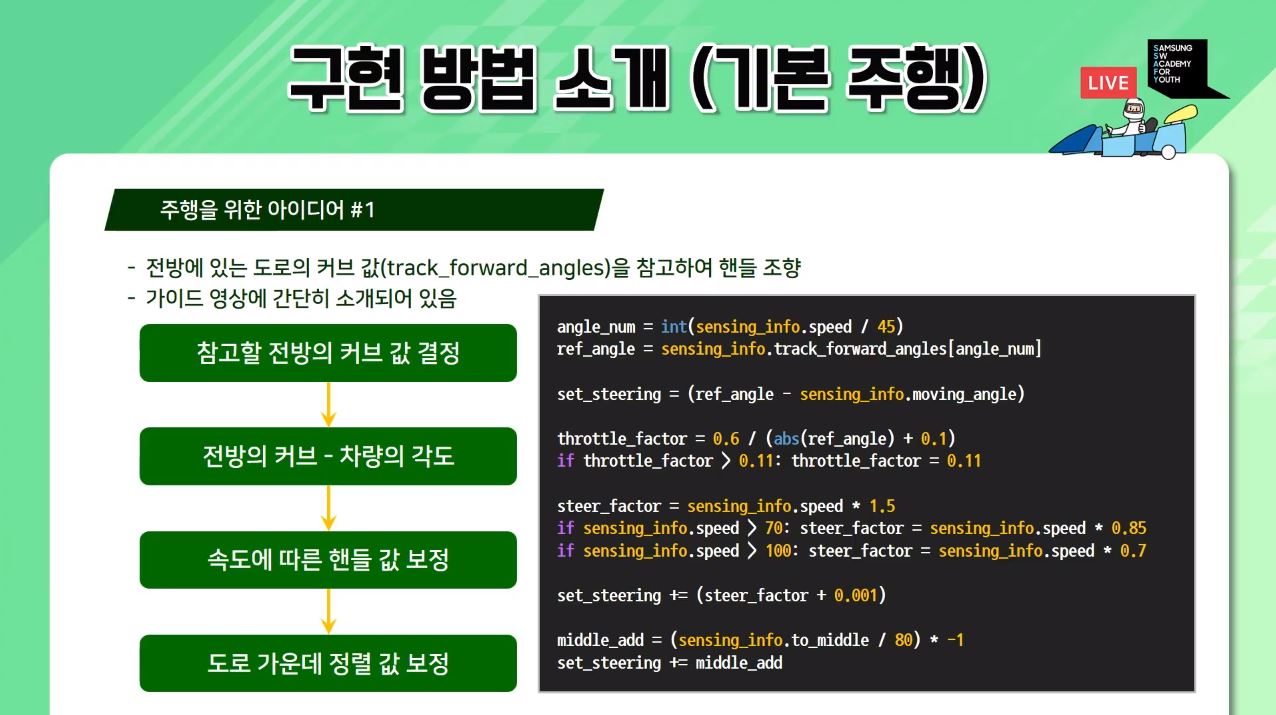 구현 방법 소개 (기본 주행)
LIVE
SAMSUNG
SW
ACADEMY
FOR
YOUTH
주행을 위한 아이디어 #1
- 전방에 있는 도로의 커브 값(track_forward_angles)을 참고하여 핸들 조향
- 가이드 영상에 간단히 소개되어 있음
참고할 전방의 커브 값 결정
전방의 커브 - 차량의 각도
속도에 따른 핸들 값 보정
도로 가운데 정렬 값 보정
angle_num = int(sensing_info.speed / 45)
ref_angle = sensing_info.track_forward_angles[angle_num]
set_steering = (ref_angle - sensing_info.moving_angle)
throttle_factor = 0.6 / (abs(ref_angle) + 0.1)
if throttle_factor > 0.11: throttle_factor = 0.11
steer_factor = sensing_info.speed * 1.5
if sensing_info.speed > 70: steer_factor = sensing_info.speed * 0.85
if sensing_info.speed > 100: steer_factor = sensing_info.speed * 0.7
set_steering += (steer_factor + 0.001)
middle_add = (sensing_info.to_middle / 80) * -1
set_steering += middle_add